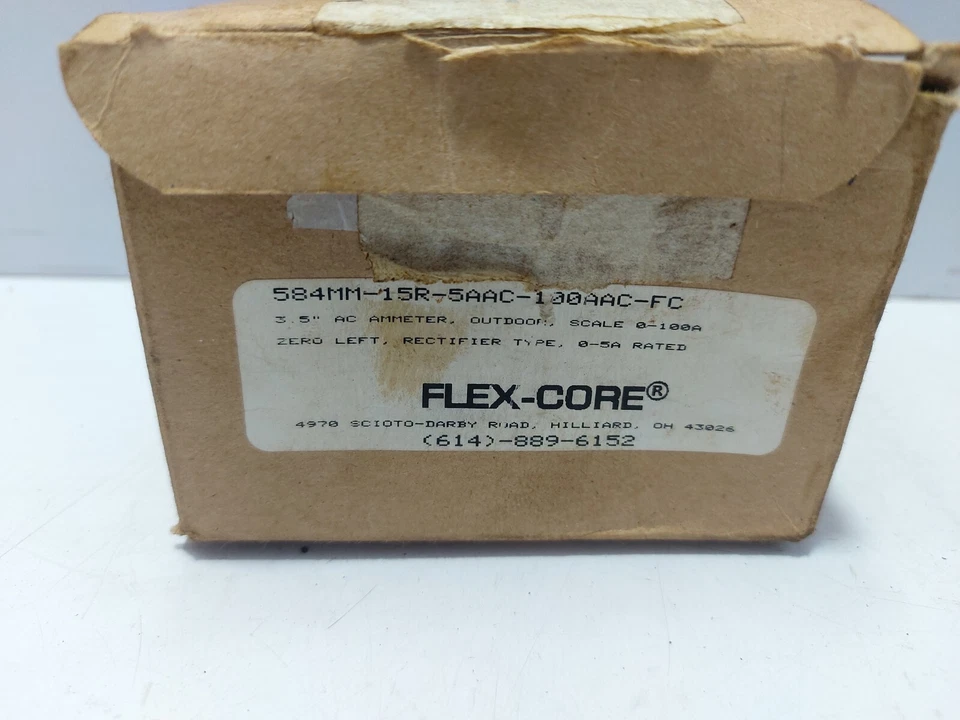 584MM-15R-5AAC-100AAC-FC
3.5" AC AMMETER, OUTDOOR, SCALE 0-100A
ZERO LEFT, RECTIFIER TYPE, 0-5A RATED
FLEX-CORE®
4970 SCIOTO-DARBY ROAD, HILLIARD, OH 43026
(614)-889-6152